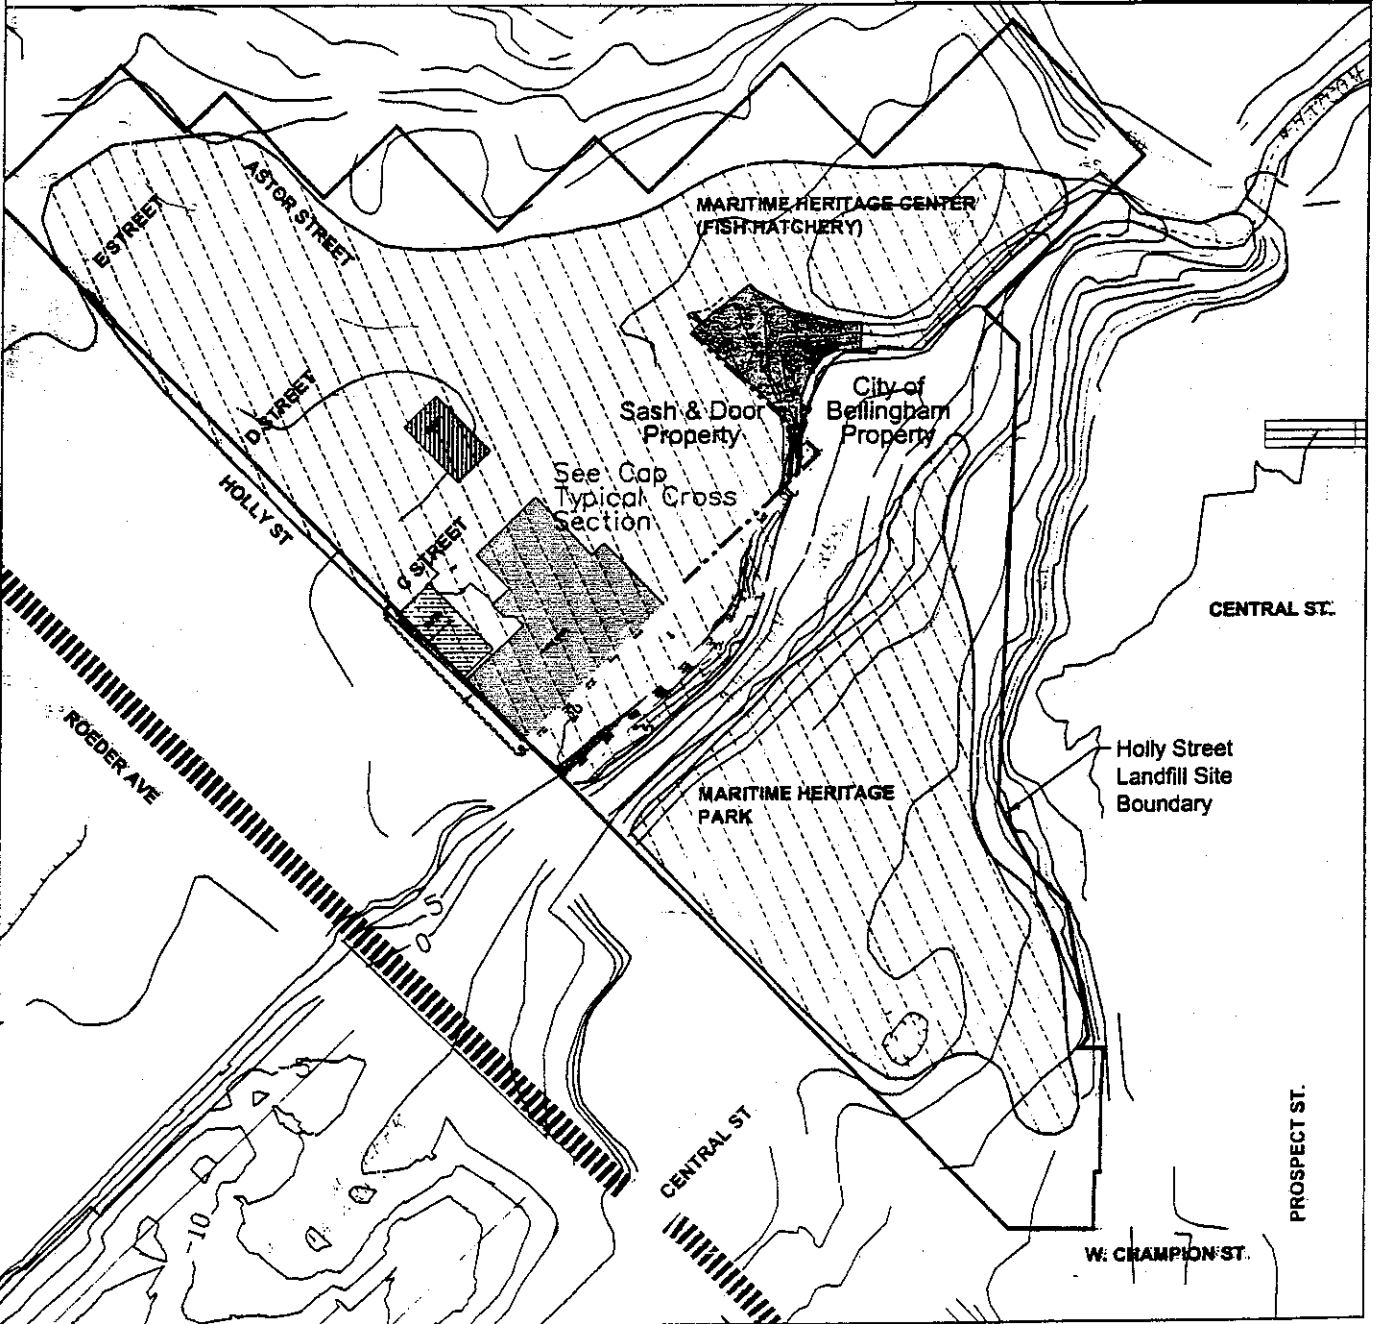 ASTOR STREET
E STREET
MARITIME HERITAGE CENTER
(FISH HATCHERY)
D STREET
Sash & Door
Property
City of
Bellingham
Property
See Cap
Typical Cross
Section
HOLLY ST
C STREET
CENTRAL ST.
ROEDER AVE
Holly Street
Landfill Site
Boundary
MARITIME HERITAGE
PARK
CENTRAL ST
-10
PROSPECT ST.
W. CHAMPION ST.